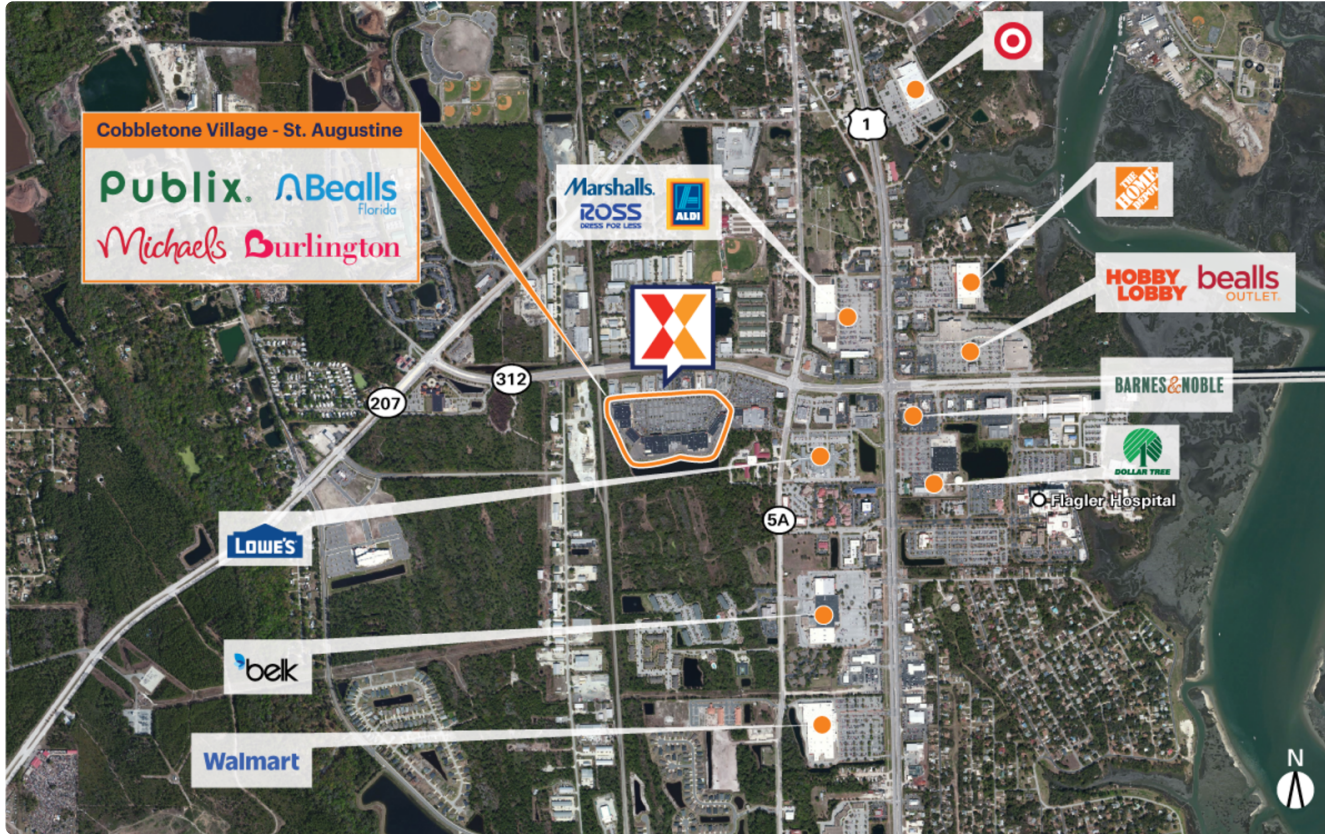 Cobbletone Village - St. Augustine
Publix.
Bealls
Florida
Michaels
Burlington
Marshalls.
ROSS
DRESS FOR LESS
ALDI
1
THE
HOME
DEPOT
HOBBY
LOBBY
bealls
OUTLET
BARNES&NOBLE
DOLLAR TREE
Flagler Hospital
312
207
5A
LOWE'S
belk
Walmart
N